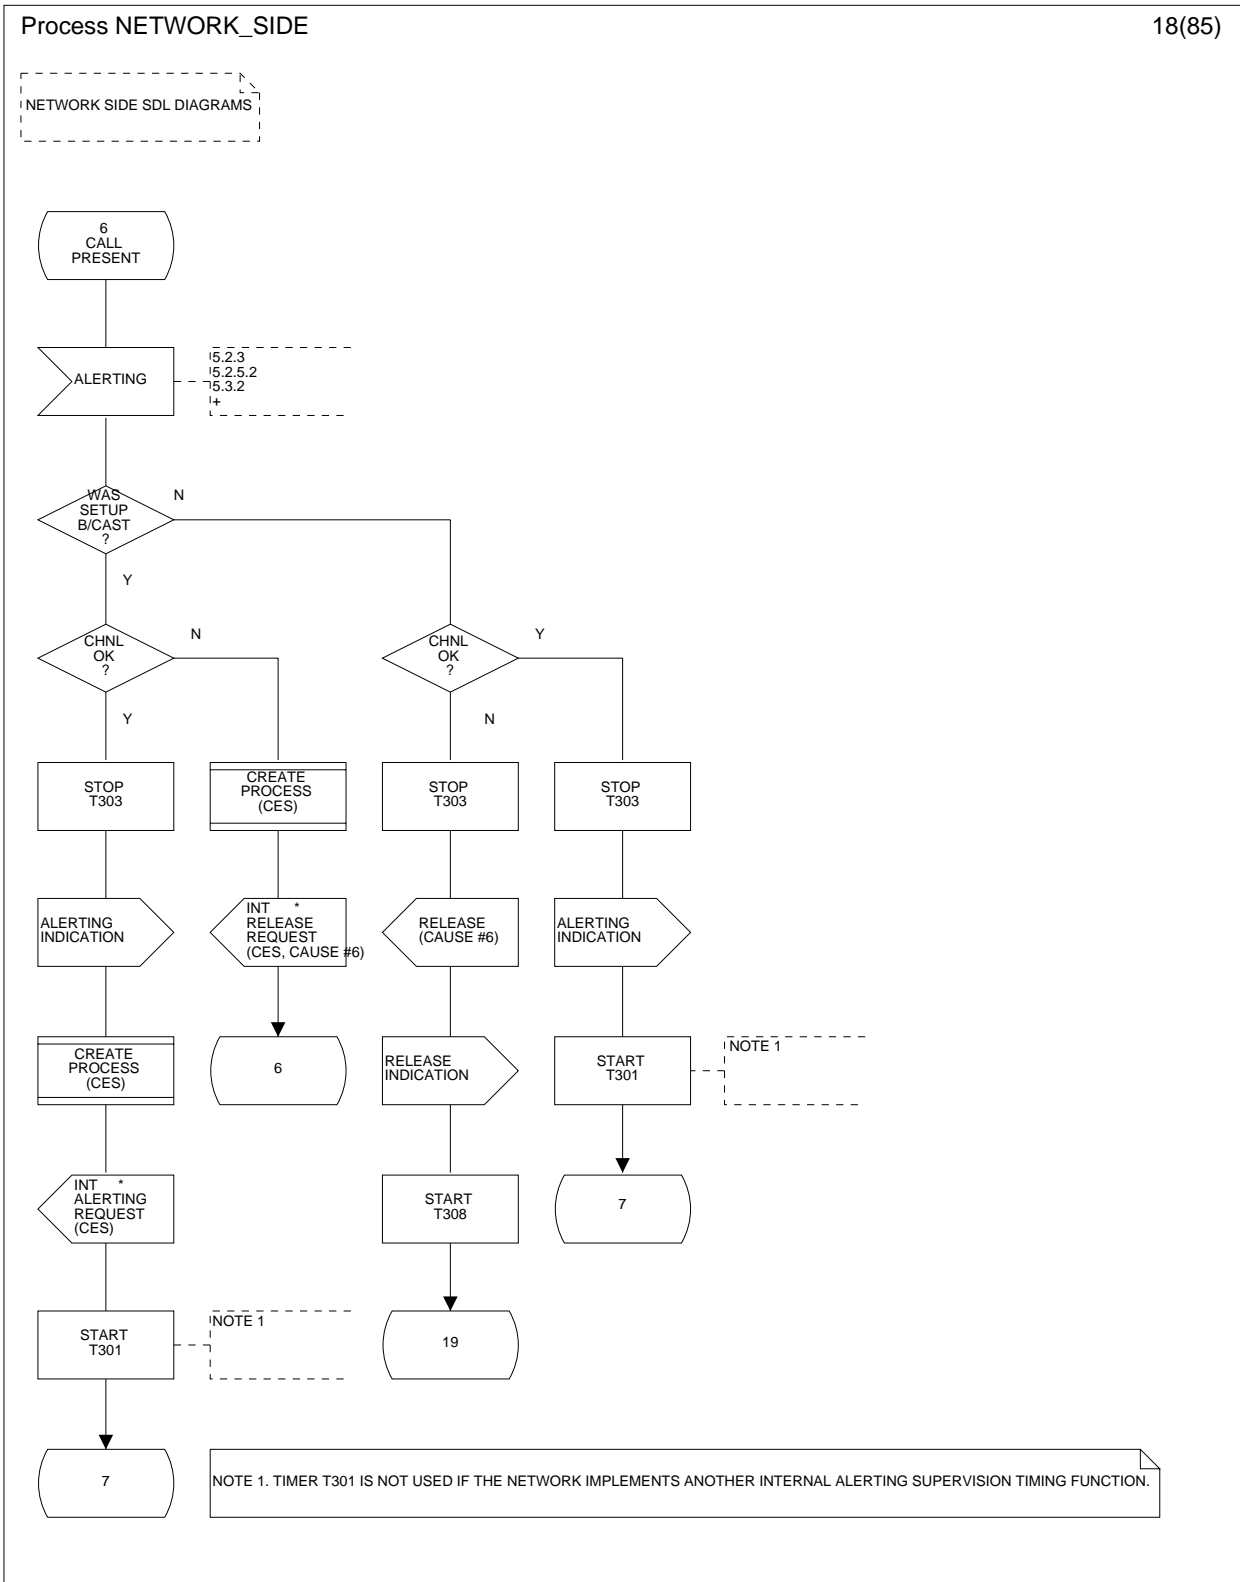 Process NETWORK_SIDE
18(85)
NETWORK SIDE SDL DIAGRAMS
6
CALL
PRESENT
ALERTING
5.2.3
5.2.5.2
5.3.2
+
WAS
SETUP
B/CAST
?
N
Y
CHNL
OK
?
N
Y
CHNL
OK
?
Y
N
STOP
T303
CREATE
PROCESS
(CES)
STOP
T303
STOP
T303
ALERTING
INDICATION
INT *
RELEASE
REQUEST
(CES, CAUSE #6)
RELEASE
(CAUSE #6)
ALERTING
INDICATION
CREATE
PROCESS
(CES)
6
RELEASE
INDICATION
START
T301
NOTE 1
INT *
ALERTING
REQUEST
(CES)
START
T308
7
START
T301
NOTE 1
19
7
NOTE 1. TIMER T301 IS NOT USED IF THE NETWORK IMPLEMENTS ANOTHER INTERNAL ALERTING SUPERVISION TIMING FUNCTION.